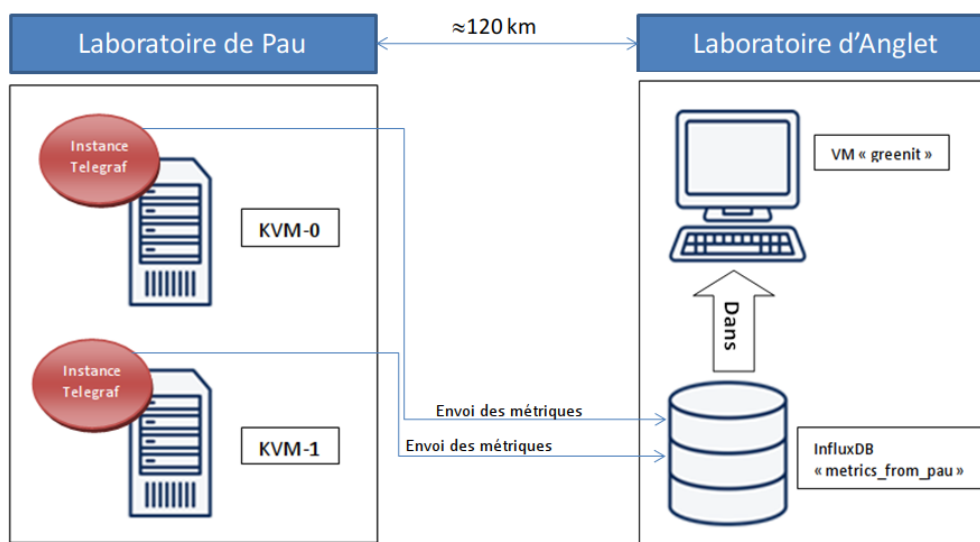 Laboratoire de Pau
≈120 km
Laboratoire d'Anglet
Instance
Telegraf
KVM-0
VM « greenit »
Dans
Instance
Telegraf
KVM-1
Envoi des métriques
Envoi des métriques
InfluxDB
« metrics_from_pau »